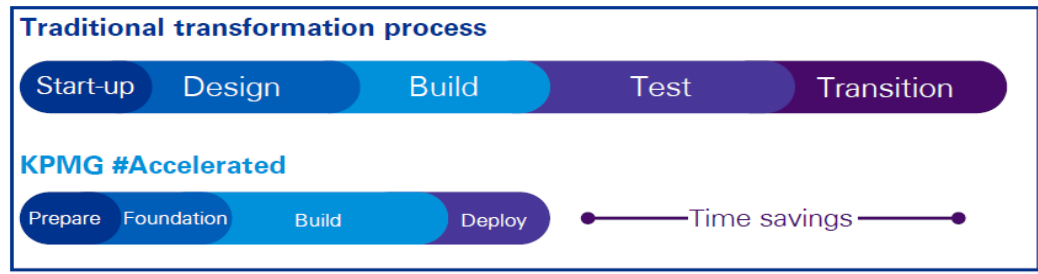 Traditional transformation process
Start-up Design Build Test Transition
KPMG #Accelerated
Prepare Foundation Build Deploy Time savings